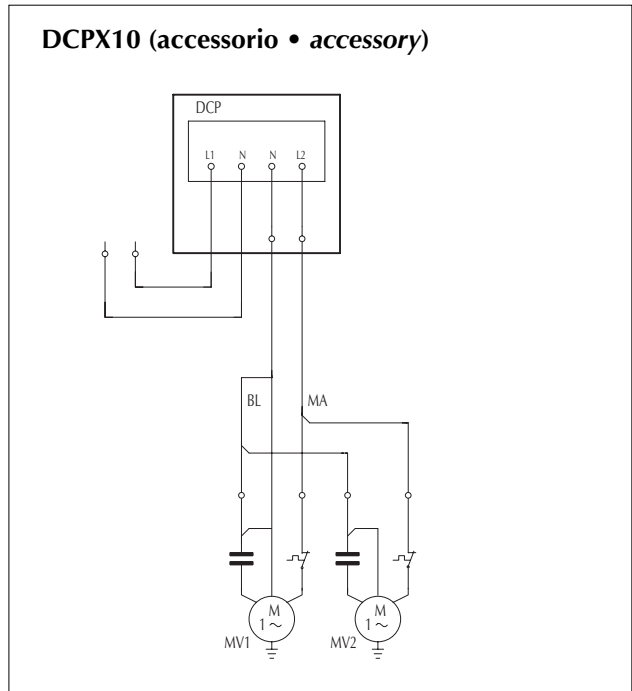 DCPX10 (accessorio • accessory)
DCP
L1 N N L2
BL MA
M 1 ~
M 1 ~
MV1 MV2